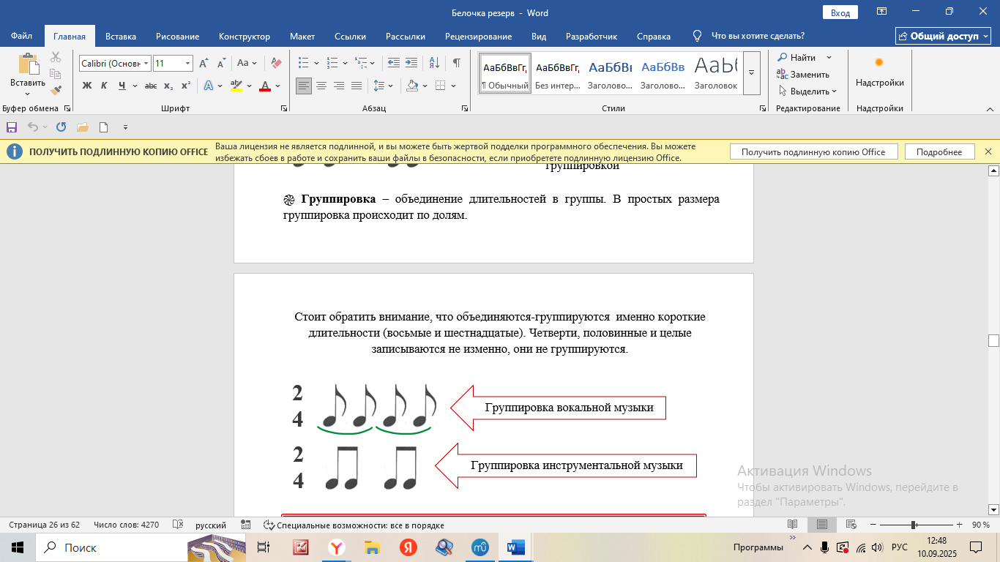 Белочка резерв - Word
Вход
Файл Главная Вставка Рисование Конструктор Макет Ссылки Рассылки Рецензирование Вид Разработчик Справка Что вы хотите сделать? Общий доступ
Вставить
Calibri (Основн 11
Аа
Ж К Ч abc x₂ x²
АаБбВвГг, АаБбВвГг, АаБбВı АаБбВв АаЬ
¶ Обычный Без интер... Заголово... Заголово... Заголовок
Найти
Заменить
Выделить
Настройки
Буфер обмена Шрифт Абзац Стили Редактирование Настройки
ПОЛУЧИТЬ ПОДЛИННУЮ КОПИЮ OFFICE
Ваша лицензия не является подлинной, и вы можете быть жертвой подделки программного обеспечения. Вы можете
избежать сбоев в работе и сохранить ваши файлы в безопасности, если приобретете подлинную лицензию Office.
Получить подлинную копию Office
Подробнее
группировкой
Группировка – объединение длительностей в группы. В простых размера
группировка происходит по долям.
Стоит обратить внимание, что объединяются-группируются именно короткие
длительности (восьмые и шестнадцатые). Четверти, половинные и целые
записываются не изменно, они не группируются.
2
4
Группировка вокальной музыки
2
4
Группировка инструментальной музыки
Активация Windows
Чтобы активировать Windows, перейдите в
раздел "Параметры".
Страница 26 из 62 Число слов: 4270 русский Специальные возможности: все в порядке 90 %
Поиск
Программы
РУС
12:48
10.09.2025